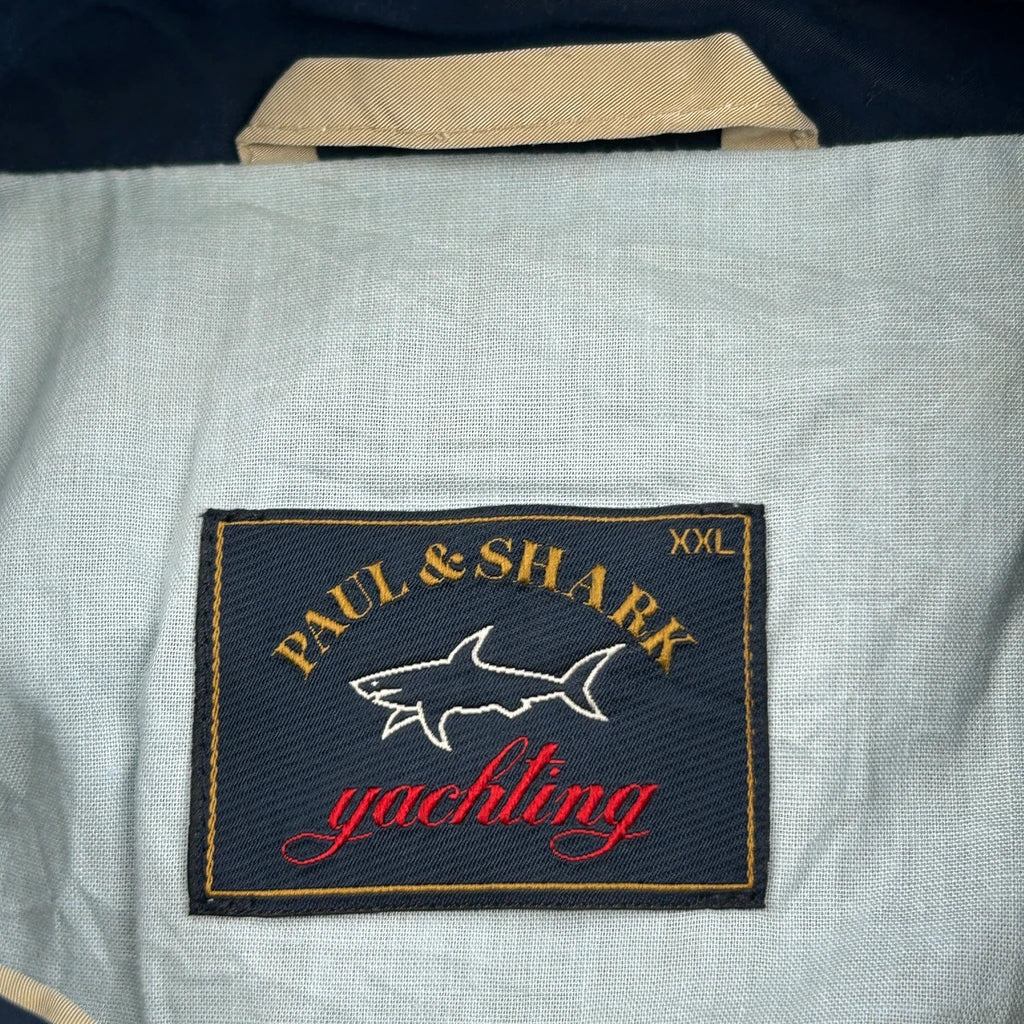 XXL
PAUL & SHARK
yachting